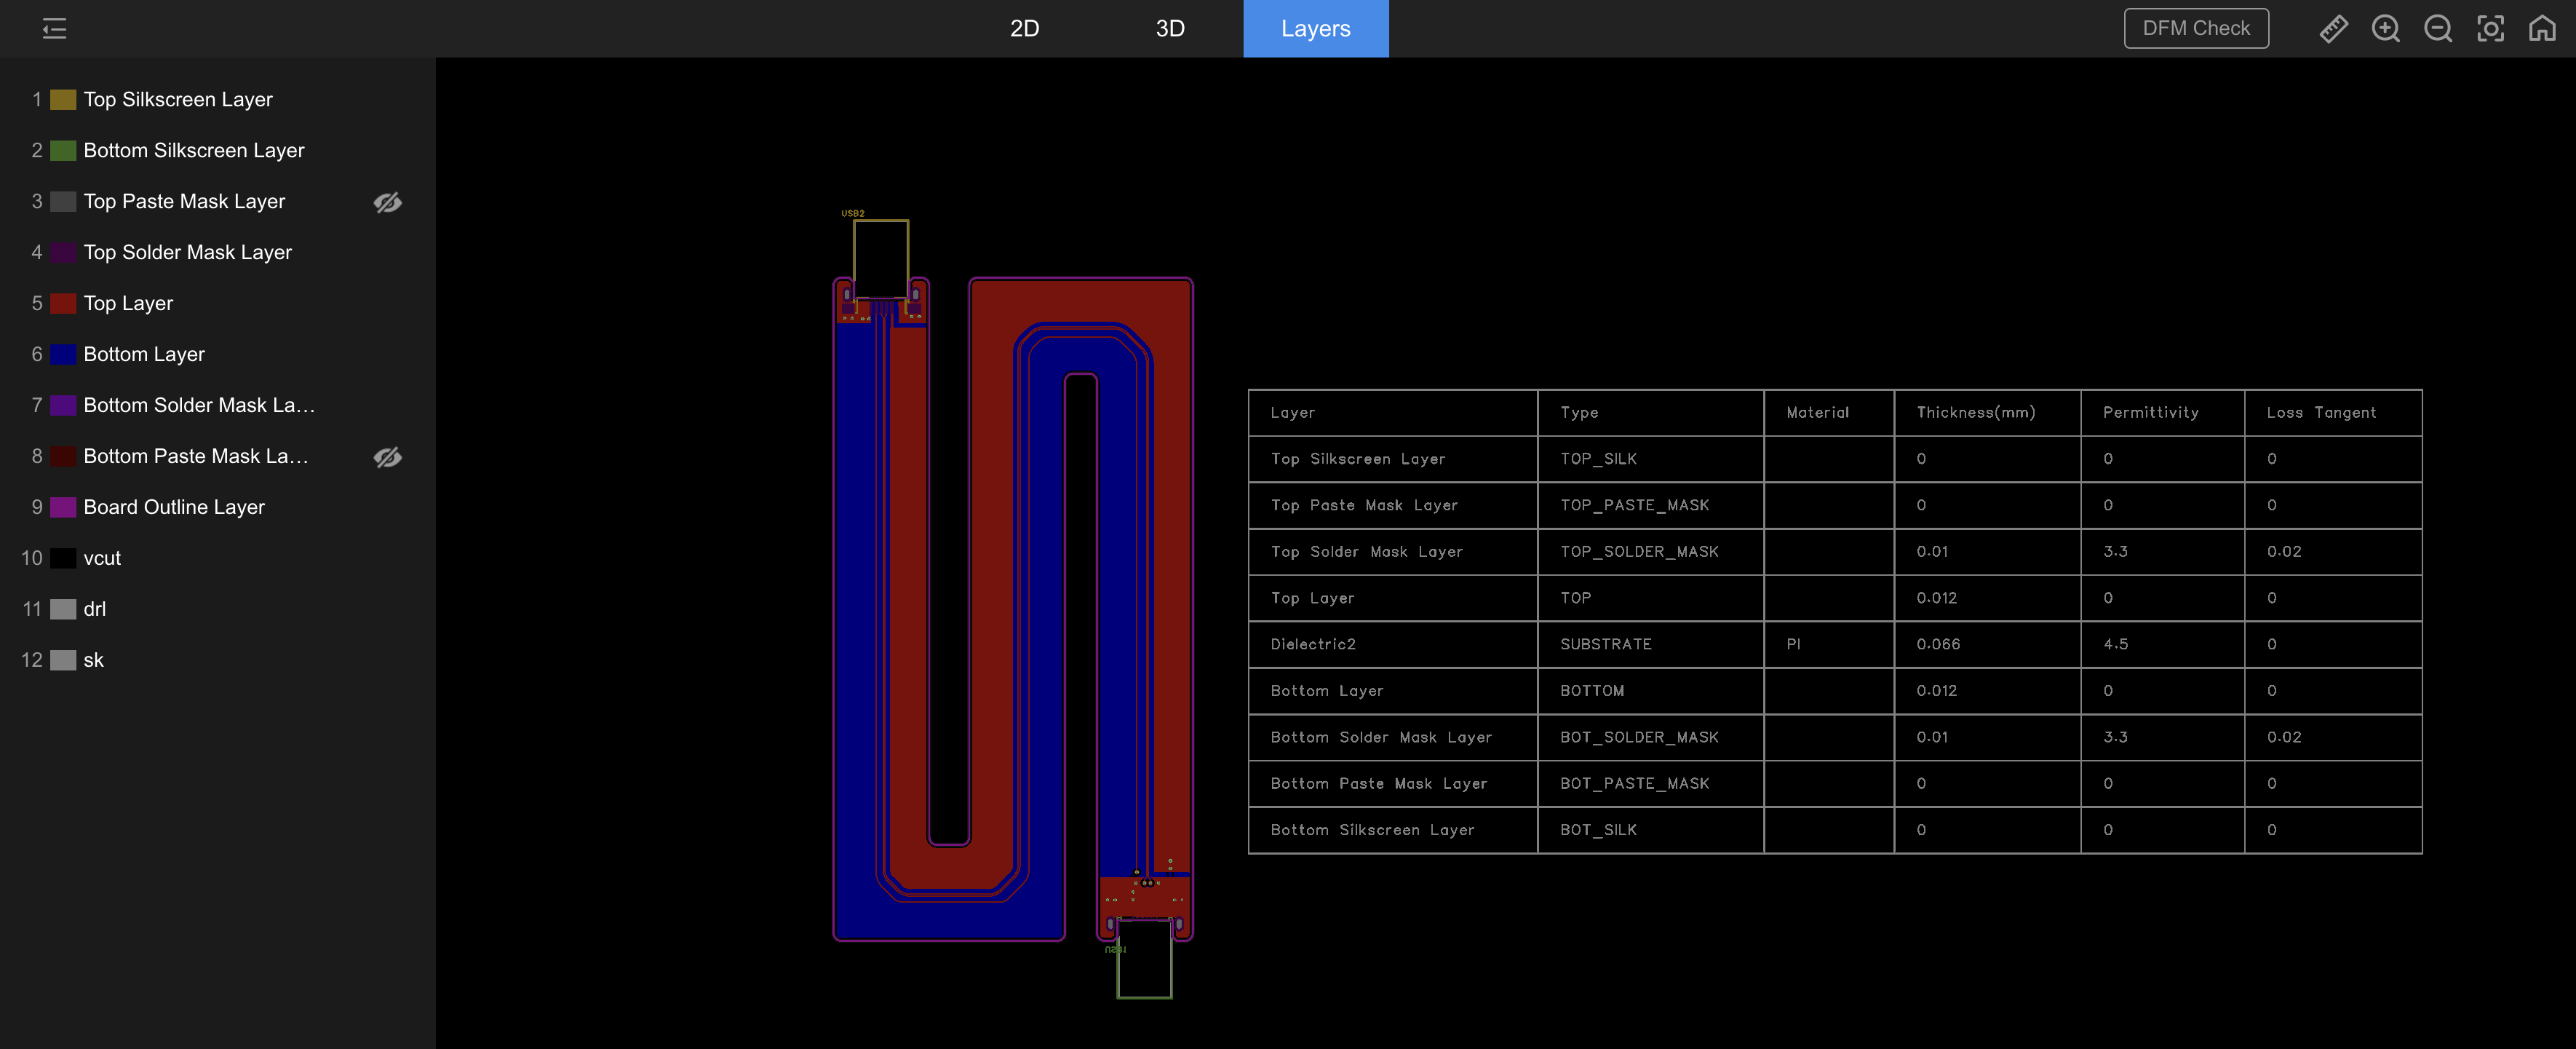 2D 3D Layers DFM Check
1 Top Silkscreen Layer
2 Bottom Silkscreen Layer
3 Top Paste Mask Layer
4 Top Solder Mask Layer
5 Top Layer
6 Bottom Layer
7 Bottom Solder Mask La...
8 Bottom Paste Mask La...
9 Board Outline Layer
10 vcut
11 drl
12 sk
USB2
USB1
Layer Type Material Thickness(mm) Permittivity Loss Tangent
Top Silkscreen Layer TOP_SILK 0 0 0
Top Paste Mask Layer TOP_PASTE_MASK 0 0 0
Top Solder Mask Layer TOP_SOLDER_MASK 0.01 3.3 0.02
Top Layer TOP 0.012 0 0
Dielectric2 SUBSTRATE PI 0.066 4.5 0
Bottom Layer BOTTOM 0.012 0 0
Bottom Solder Mask Layer BOT_SOLDER_MASK 0.01 3.3 0.02
Bottom Paste Mask Layer BOT_PASTE_MASK 0 0 0
Bottom Silkscreen Layer BOT_SILK 0 0 0